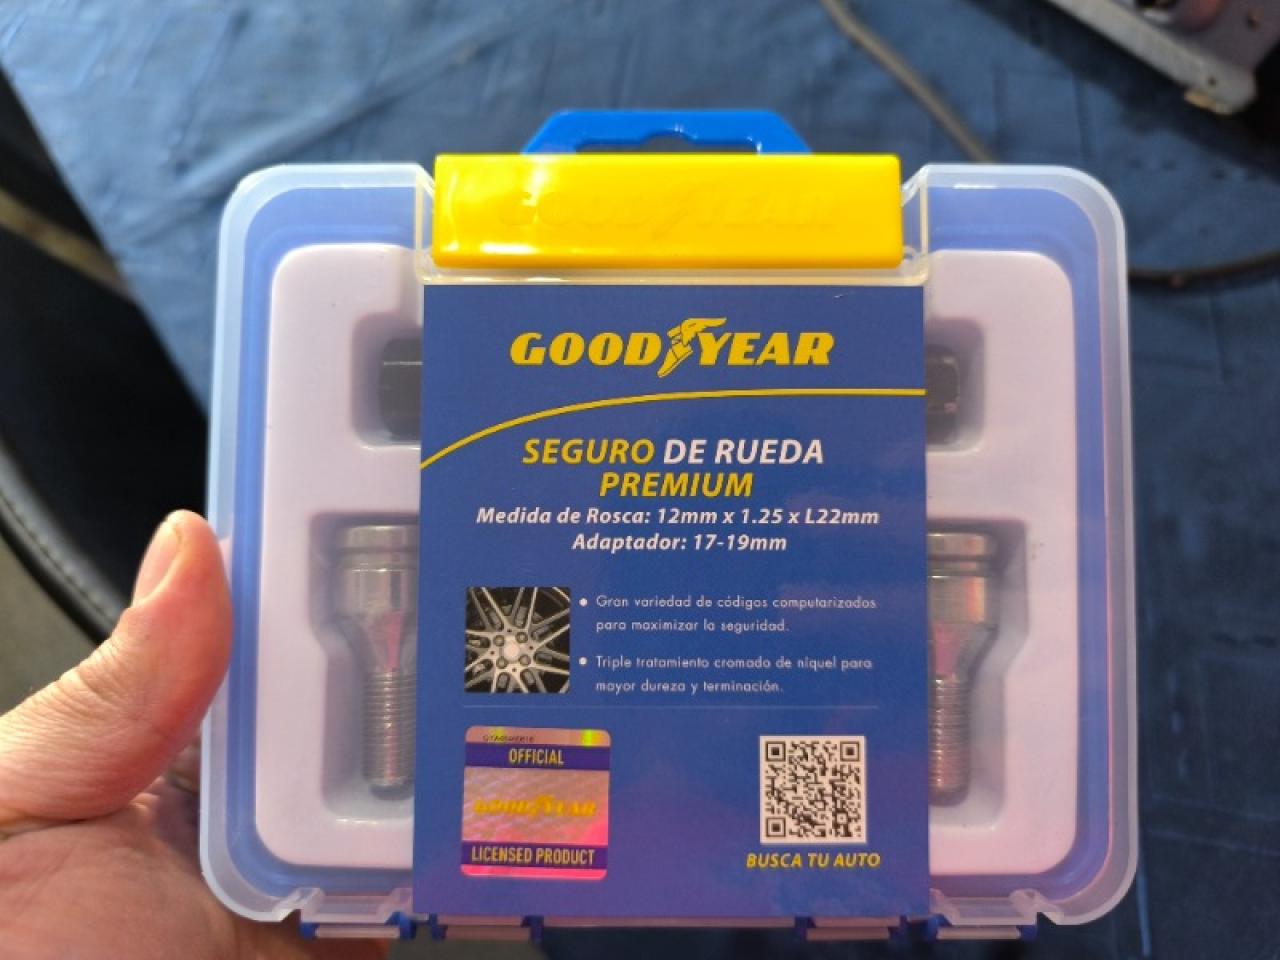 GOODYEAR
GOODYEAR
SEGURO DE RUEDA
PREMIUM
Medida de Rosca: 12mm x 1.25 x L22mm
Adaptador: 17-19mm
• Gran variedad de códigos computarizados
para maximizar la seguridad.
• Triple tratamiento cromado de níquel para
mayor dureza y terminación.
OFFICIAL
GOODYEAR
LICENSED PRODUCT
BUSCA TU AUTO